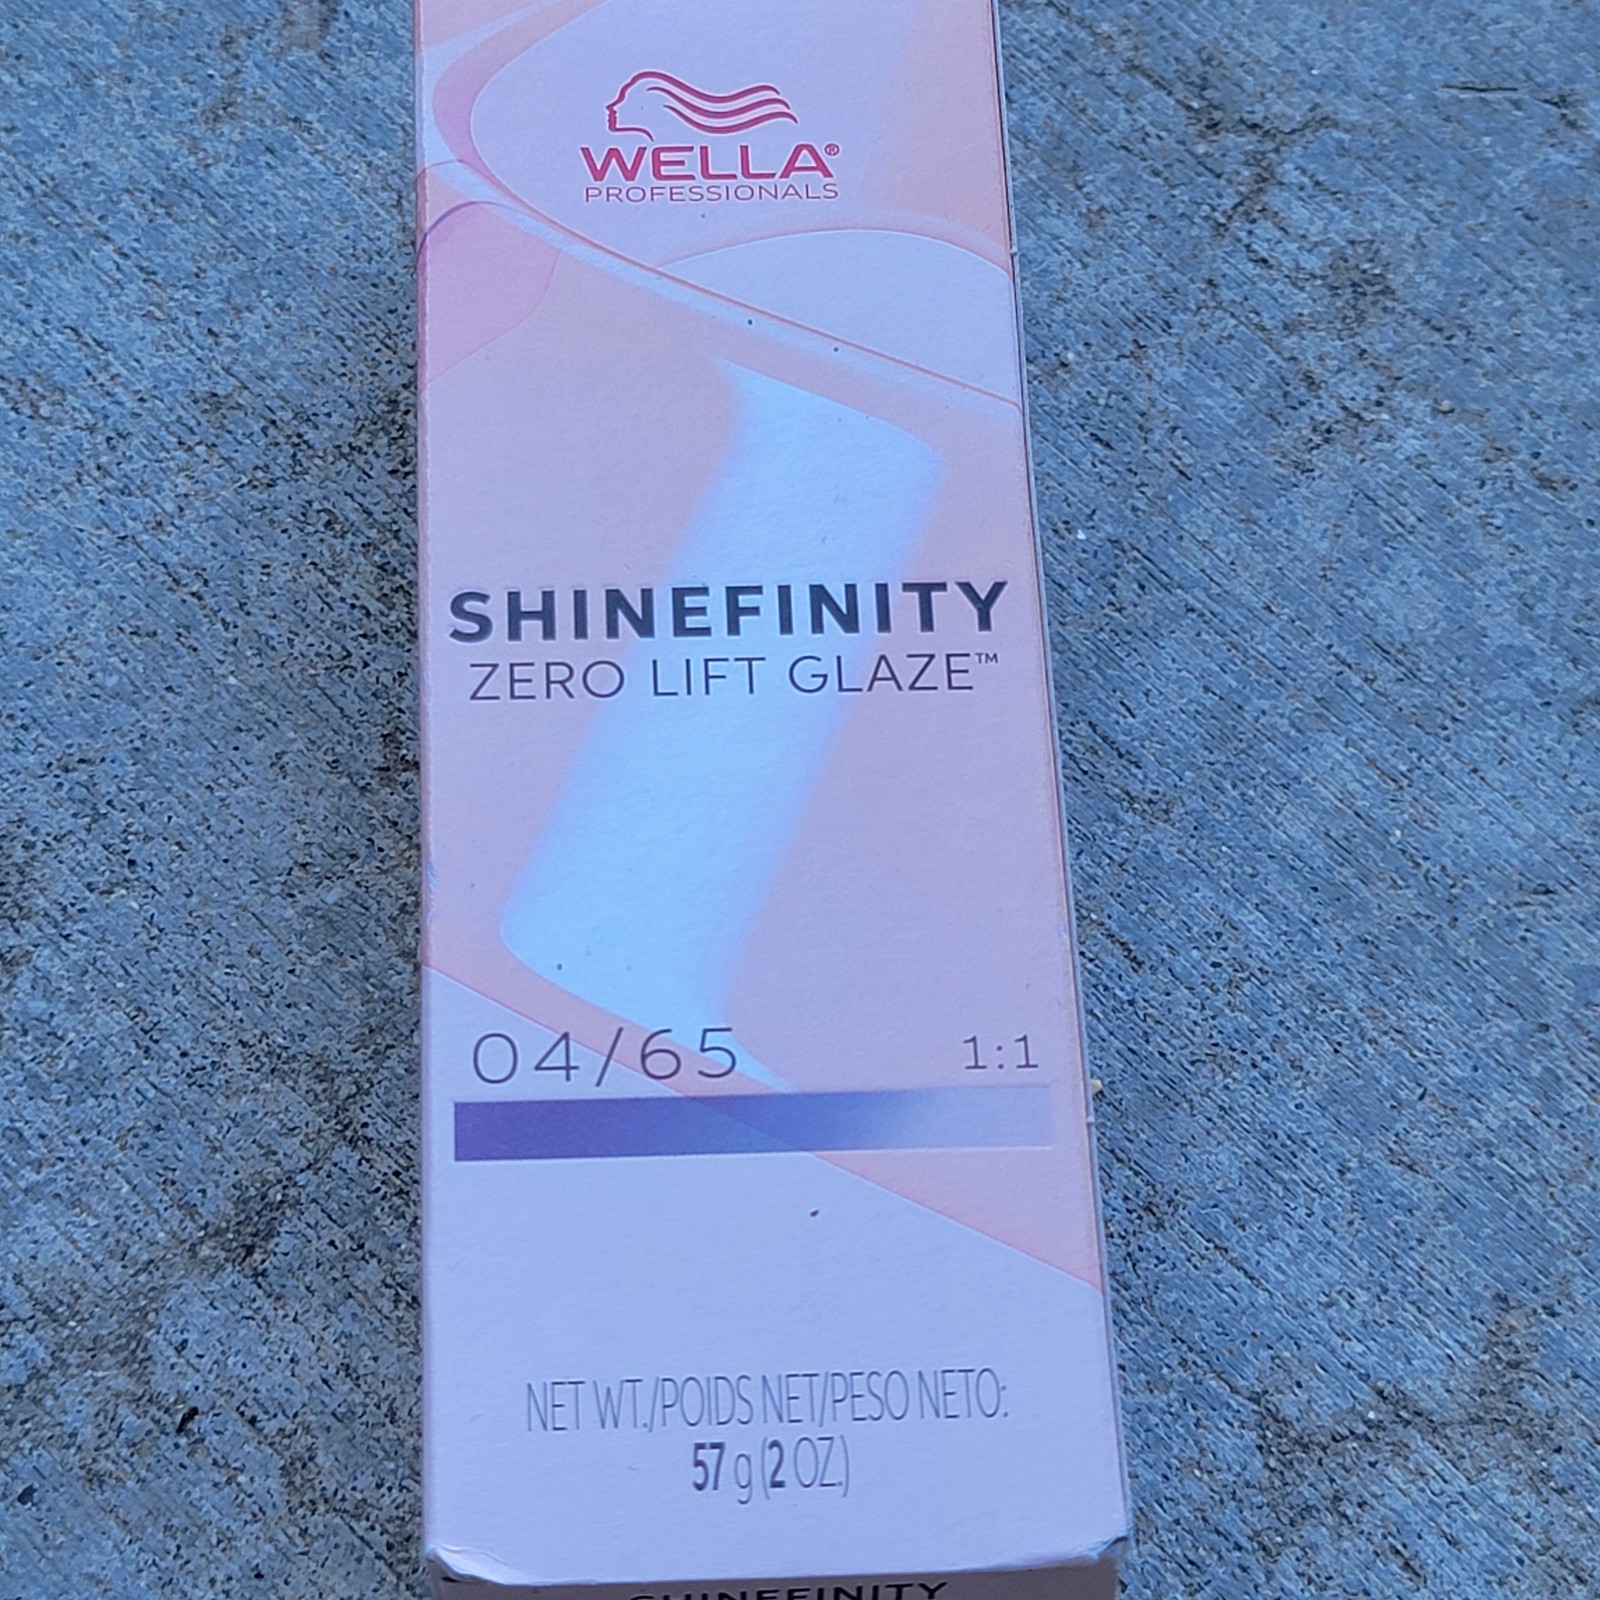 WELLA®
PROFESSIONALS
SHINEFINITY
ZERO LIFT GLAZE™
04/65 1:1
NET WT./POIDS NET/PESO NETO:
57 g (2 OZ.)
SHINEFINITY